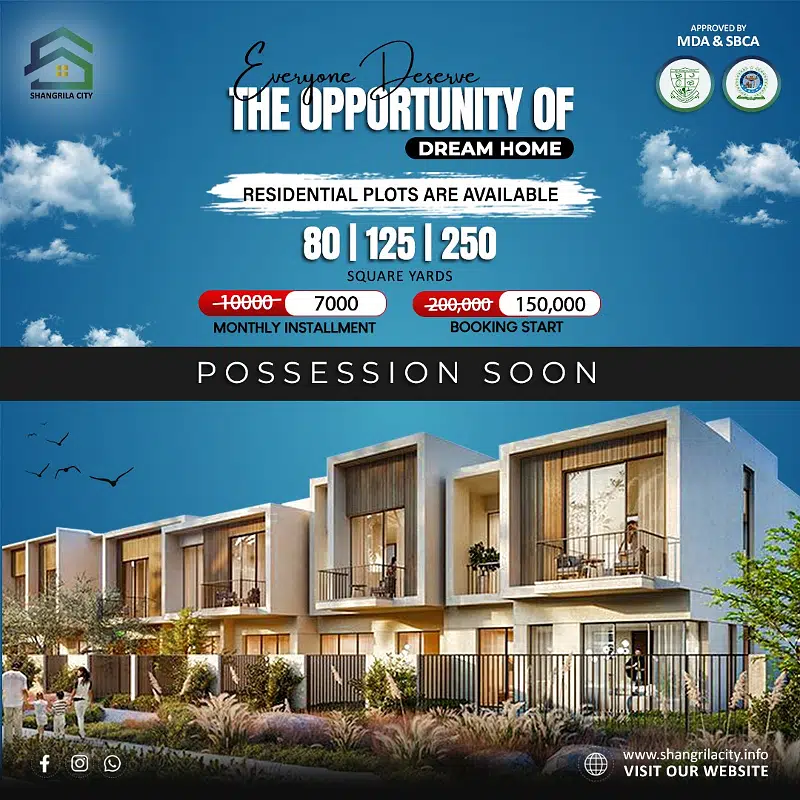 SHANGRILA CITY
APPROVED BY
MDA & SBCA
Everyone Deserve
THE OPPORTUNITY OF
DREAM HOME
RESIDENTIAL PLOTS ARE AVAILABLE
80 | 125 | 250
SQUARE YARDS
10000 7000
MONTHLY INSTALLMENT
200,000 150,000
BOOKING START
POSSESSION SOON
www.shangrilacity.info
VISIT OUR WEBSITE